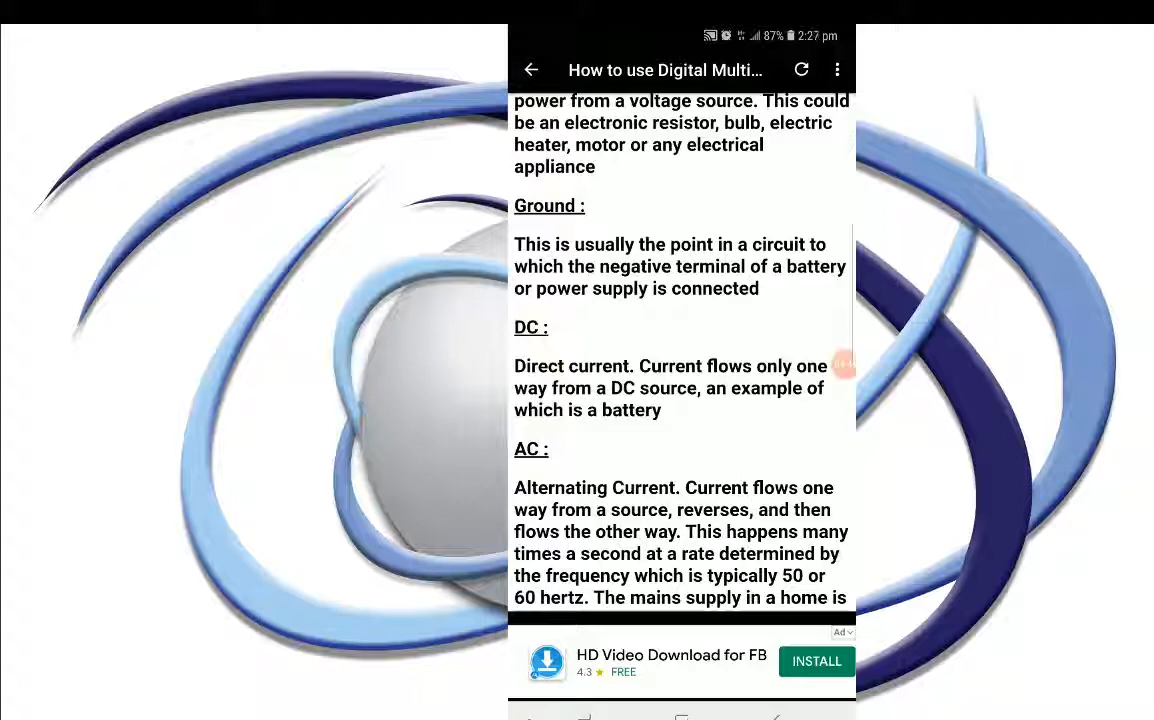 87% 2:27 pm
How to use Digital Multi...
power from a voltage source. This could
be an electronic resistor, bulb, electric
heater, motor or any electrical
appliance
Ground :
This is usually the point in a circuit to
which the negative terminal of a battery
or power supply is connected
DC :
Direct current. Current flows only one
way from a DC source, an example of
which is a battery
AC :
Alternating Current. Current flows one
way from a source, reverses, and then
flows the other way. This happens many
times a second at a rate determined by
the frequency which is typically 50 or
60 hertz. The mains supply in a home is
Ad
HD Video Download for FB
4.3 ★ FREE
INSTALL